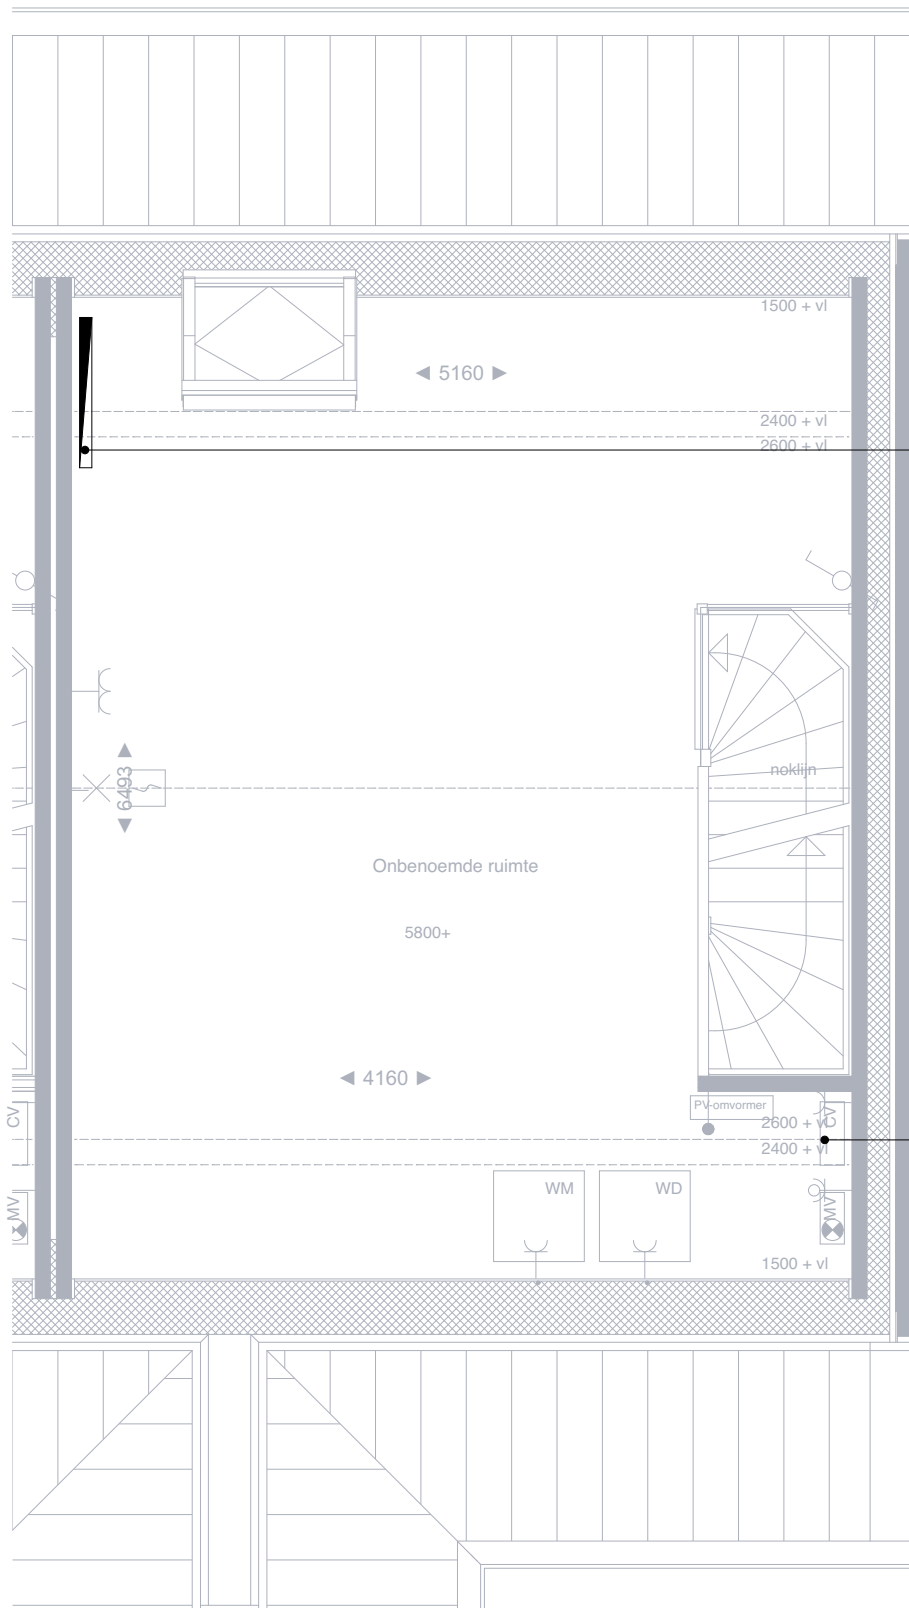 1500 + vl
5160
2400 + vl
2600 + vl
6493
noklijn
Onbenoemde ruimte
5800+
4160
PV-omvormer
CV
2600 + vl
CV
2400 + vl
WM
WD
MV
MV
1500 + vl